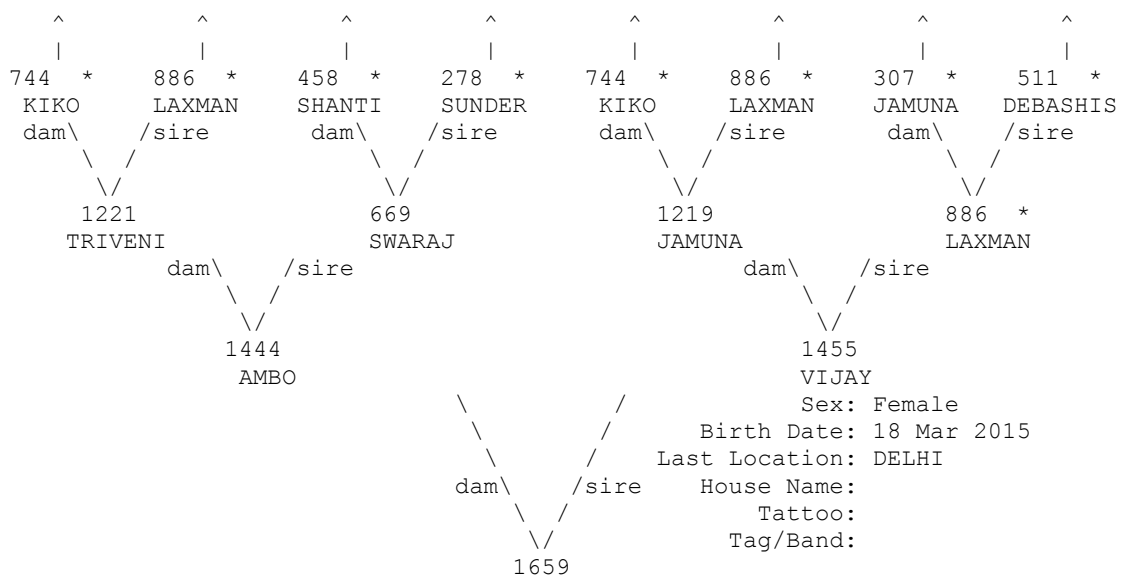 ^ ^ ^ ^ ^ ^ ^ ^
| | | | | | | |
744 * 886 * 458 * 278 * 744 * 886 * 307 * 511 *
KIKO LAXMAN SHANTI SUNDER KIKO LAXMAN JAMUNA DEBASHIS
dam\ /sire dam\ /sire dam\ /sire dam\ /sire
\ / \ / \ / \ /
\/ \/ \/ \/
1221 669 1219 886 *
TRIVENI SWARAJ JAMUNA LAXMAN
dam\ /sire dam\ /sire
\ / \ /
\/ \/
1444 1455
AMBO VIJAY
\ / Sex: Female
\ / Birth Date: 18 Mar 2015
\ / Last Location: DELHI
dam\ /sire House Name:
\ / Tattoo:
\/ Tag/Band:
1659